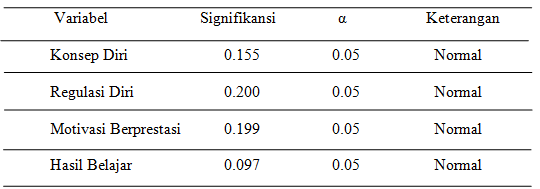 Variabel Signifikansi α Keterangan
Konsep Diri 0.155 0.05 Normal
Regulasi Diri 0.200 0.05 Normal
Motivasi Berprestasi 0.199 0.05 Normal
Hasil Belajar 0.097 0.05 Normal